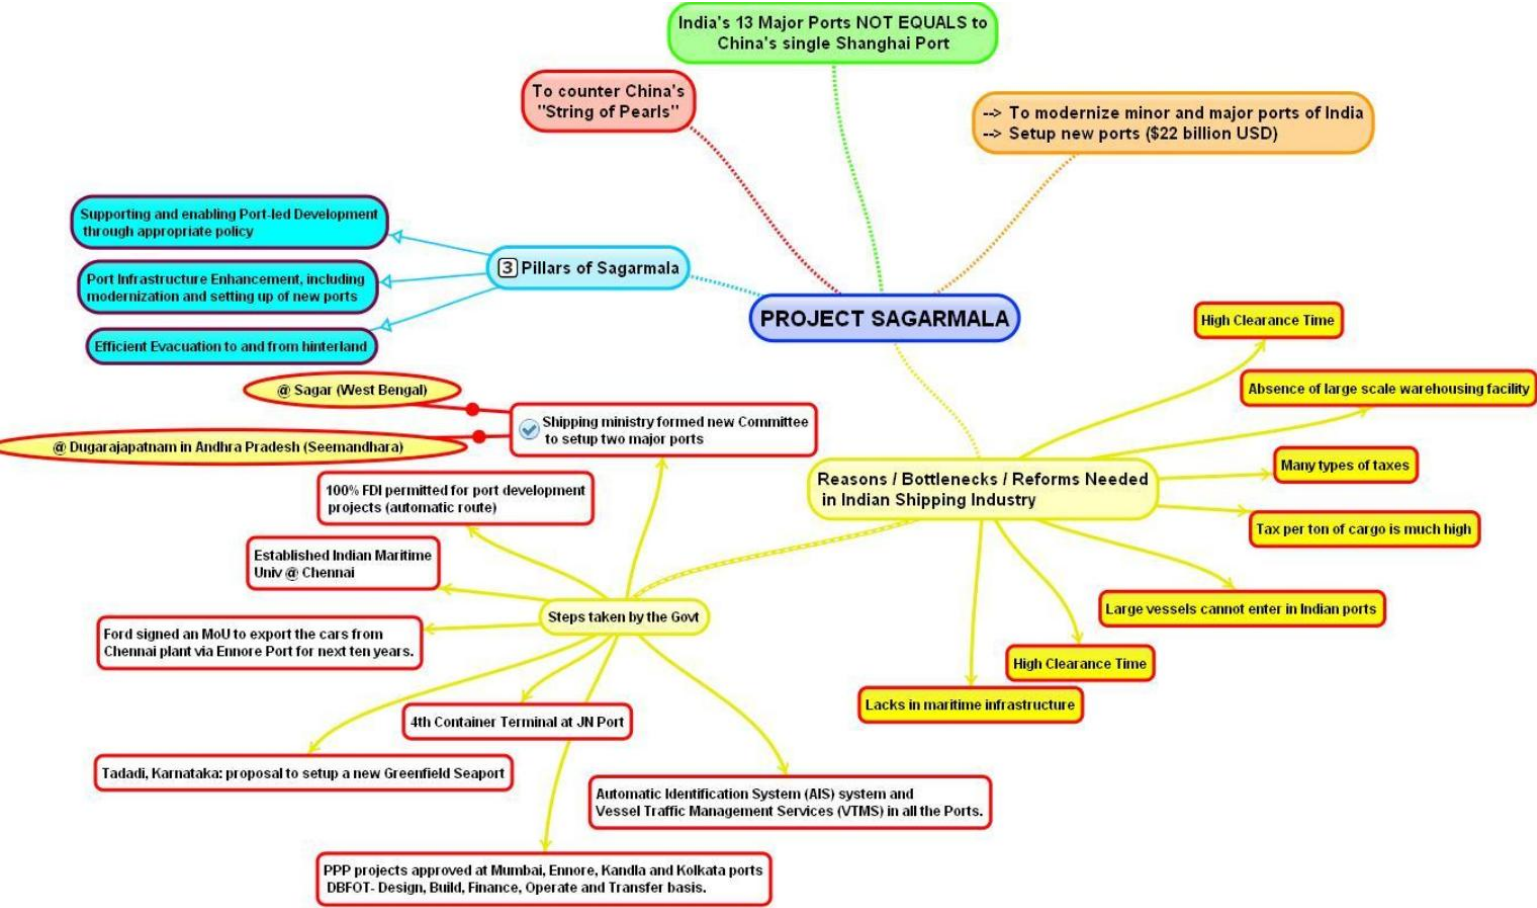 India's 13 Major Ports NOT EQUALS to
China's single Shanghai Port
To counter China's
"String of Pearls"
--> To modernize minor and major ports of India
--> Setup new ports ($22 billion USD)
Supporting and enabling Port-led Development
through appropriate policy
Port Infrastructure Enhancement, including
modernization and setting up of new ports
Efficient Evacuation to and from hinterland
3 Pillars of Sagarmala
PROJECT SAGARMALA
High Clearance Time
Absence of large scale warehousing facility
Many types of taxes
Tax per ton of cargo is much high
Large vessels cannot enter in Indian ports
High Clearance Time
Lacks in maritime infrastructure
Reasons / Bottlenecks / Reforms Needed
in Indian Shipping Industry
@ Sagar (West Bengal)
@ Dugarajapatnam in Andhra Pradesh (Seemandhara)
Shipping ministry formed new Committee
to setup two major ports
100% FDI permitted for port development
projects (automatic route)
Established Indian Maritime
Univ @ Chennai
Ford signed an MoU to export the cars from
Chennai plant via Ennore Port for next ten years.
Steps taken by the Govt
4th Container Terminal at JN Port
Tadadi, Karnataka: proposal to setup a new Greenfield Seaport
Automatic Identification System (AIS) system and
Vessel Traffic Management Services (VTMS) in all the Ports.
PPP projects approved at Mumbai, Ennore, Kandla and Kolkata ports
DBFOT- Design, Build, Finance, Operate and Transfer basis.